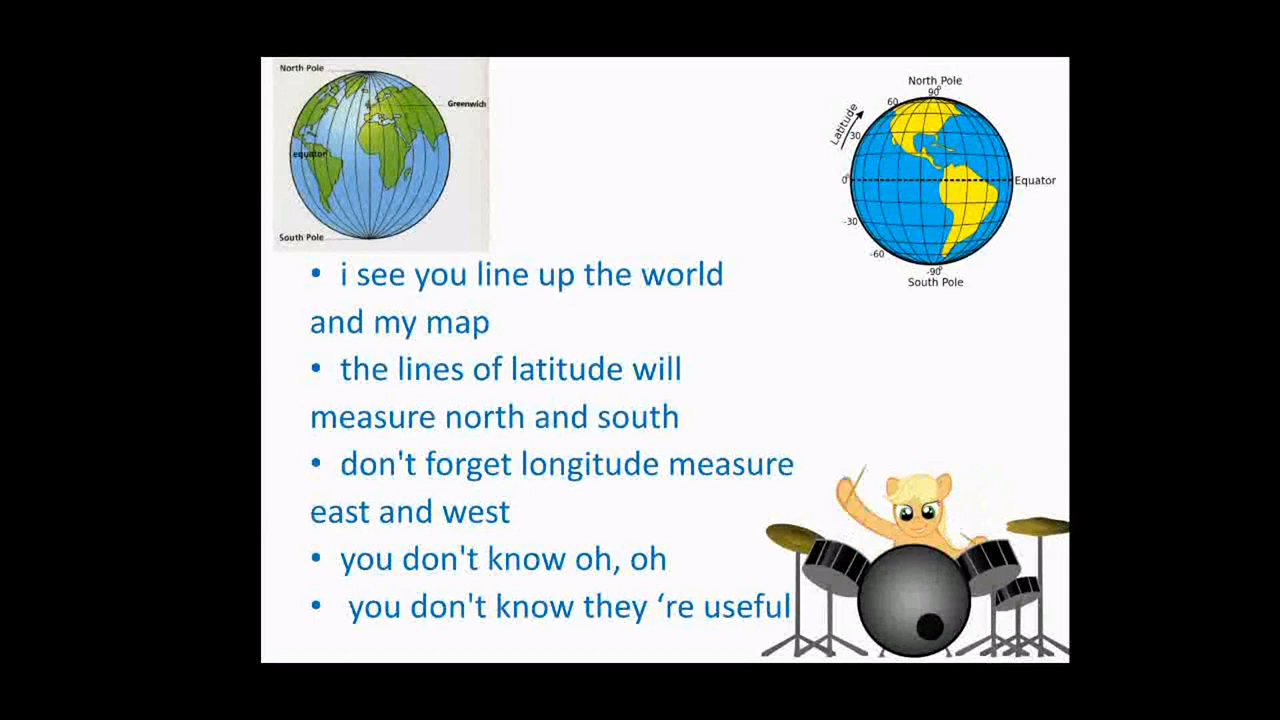 North Pole
Greenwich
equator
South Pole
North Pole
90°
60
Latitude
30
0°
Equator
-30
-60
-90°
South Pole
• i see you line up the world
and my map
• the lines of latitude will
measure north and south
• don't forget longitude measure
east and west
• you don't know oh, oh
• you don't know they ‘re useful